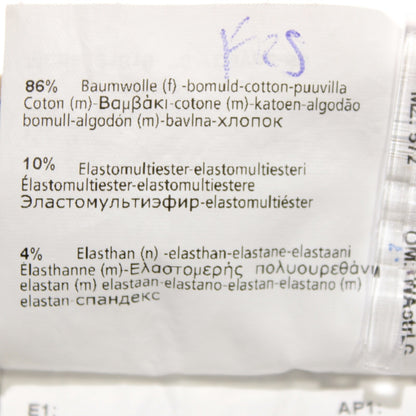 86% Baumwolle (f) -bomuld-cotton-puuvilla
Coton (m)-Βαμβάκι-cotone (m)-katoen-algodão
bomull-algodón (m)-bavlna-хлопок
10% Elastomultiester-elastomultiesteri
Élastomultiester-elastomultiestere
Эластомультиэфир-elastomultiéster
4% Elasthan (n) -elasthan-elastane-elastaani
Élasthanne (m)-Ελαστομερής πολυουρεθάνη
elastan (m) elastaan-elastano-elastan-elastano (m)
elastan-спандекс
E1:
AP1: